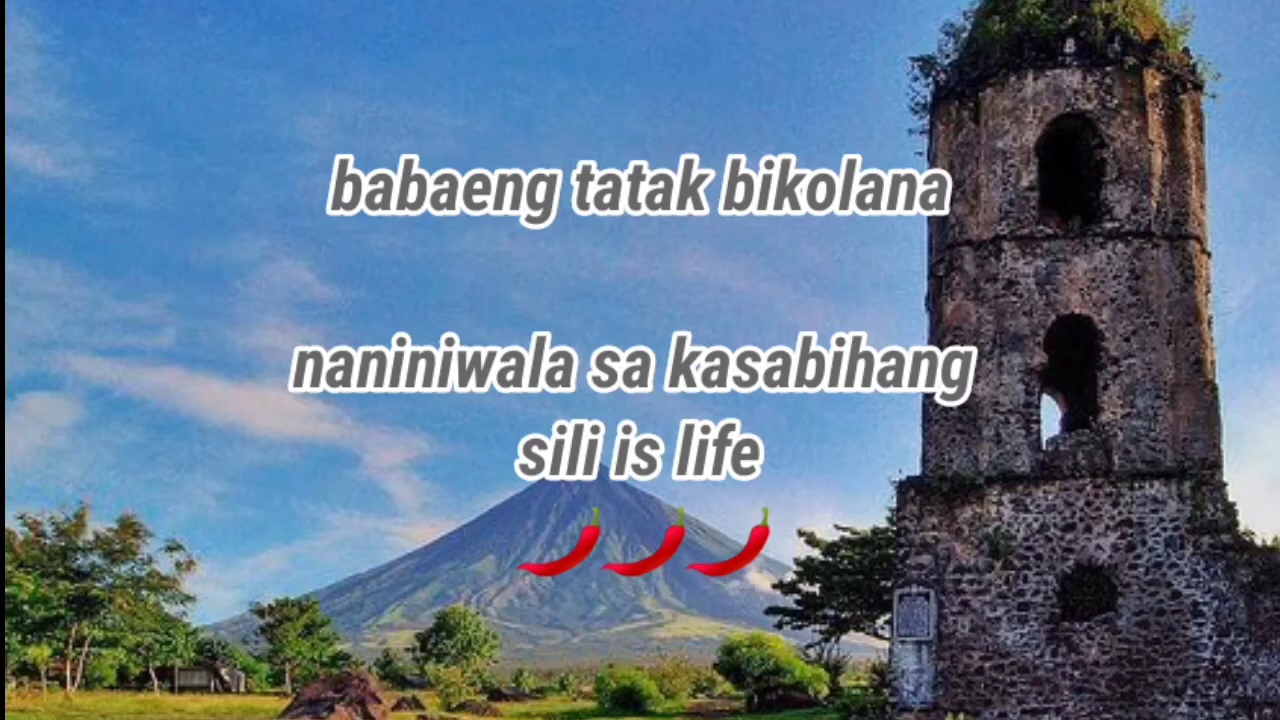 babaeng tatak bikolana
naniniwala sa kasabihang
sili is life
🌶🌶🌶